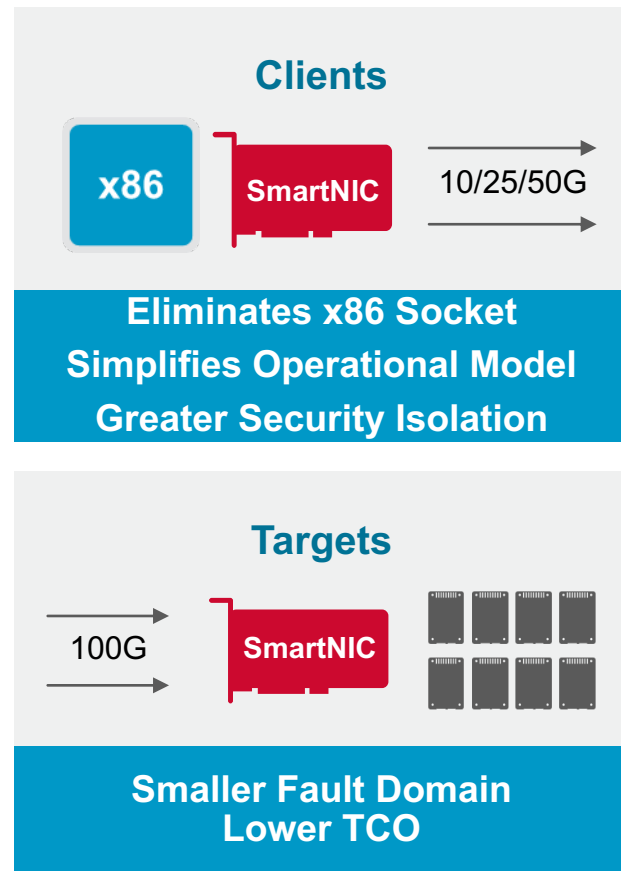 Clients
x86
SmartNIC
10/25/50G
Eliminates x86 Socket
Simplifies Operational Model
Greater Security Isolation
Targets
100G
SmartNIC
Smaller Fault Domain
Lower TCO